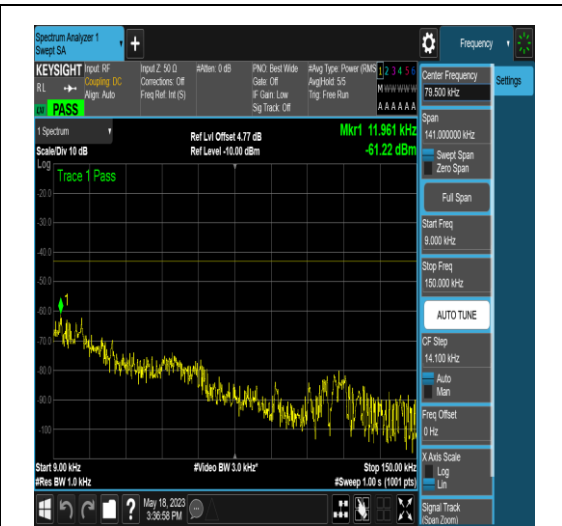 Spectrum Analyzer 1
Swept SA
+
Frequency
KEYSIGHT
RL
PASS
Input: RF
Coupling: DC
Align: Auto
Input Z: 50 Ω
Corrections: Off
Freq Ref: Int (S)
#Atten: 0 dB
PNO: Best Wide
Gate: Off
IF Gain: Low
Sig Track: Off
#Avg Type: Power (RMS
Avg|Hold: 5/5
Trig: Free Run
1 2 3 4 5 6
M W W W W W
A A A A A A
1 Spectrum
Scale/Div 10 dB
Ref Lvl Offset 4.77 dB
Ref Level -10.00 dBm
Mkr1 11.961 kHz
-61.22 dBm
Log
Trace 1 Pass
-20.0
-30.0
-40.0
-50.0
-60.0
-70.0
-80.0
-90.0
-100
1
Start 9.00 kHz
#Res BW 1.0 kHz
#Video BW 3.0 kHz*
Stop 150.00 kHz
#Sweep 1.00 s (1001 pts)
Center Frequency
79.500 kHz
Settings
Span
141.000000 kHz
Swept Span
Zero Span
Full Span
Start Freq
9.000 kHz
Stop Freq
150.000 kHz
AUTO TUNE
CF Step
14.100 kHz
Auto
Man
Freq Offset
0 Hz
X Axis Scale
Log
Lin
Signal Track
(Span Zoom)
?
May 18, 2023
3:36:58 PM